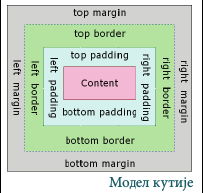 top margin
top border
top padding
left margin
left border
left padding
Content
right padding
right border
right margin
bottom padding
bottom border
bottom margin
Модел кутије